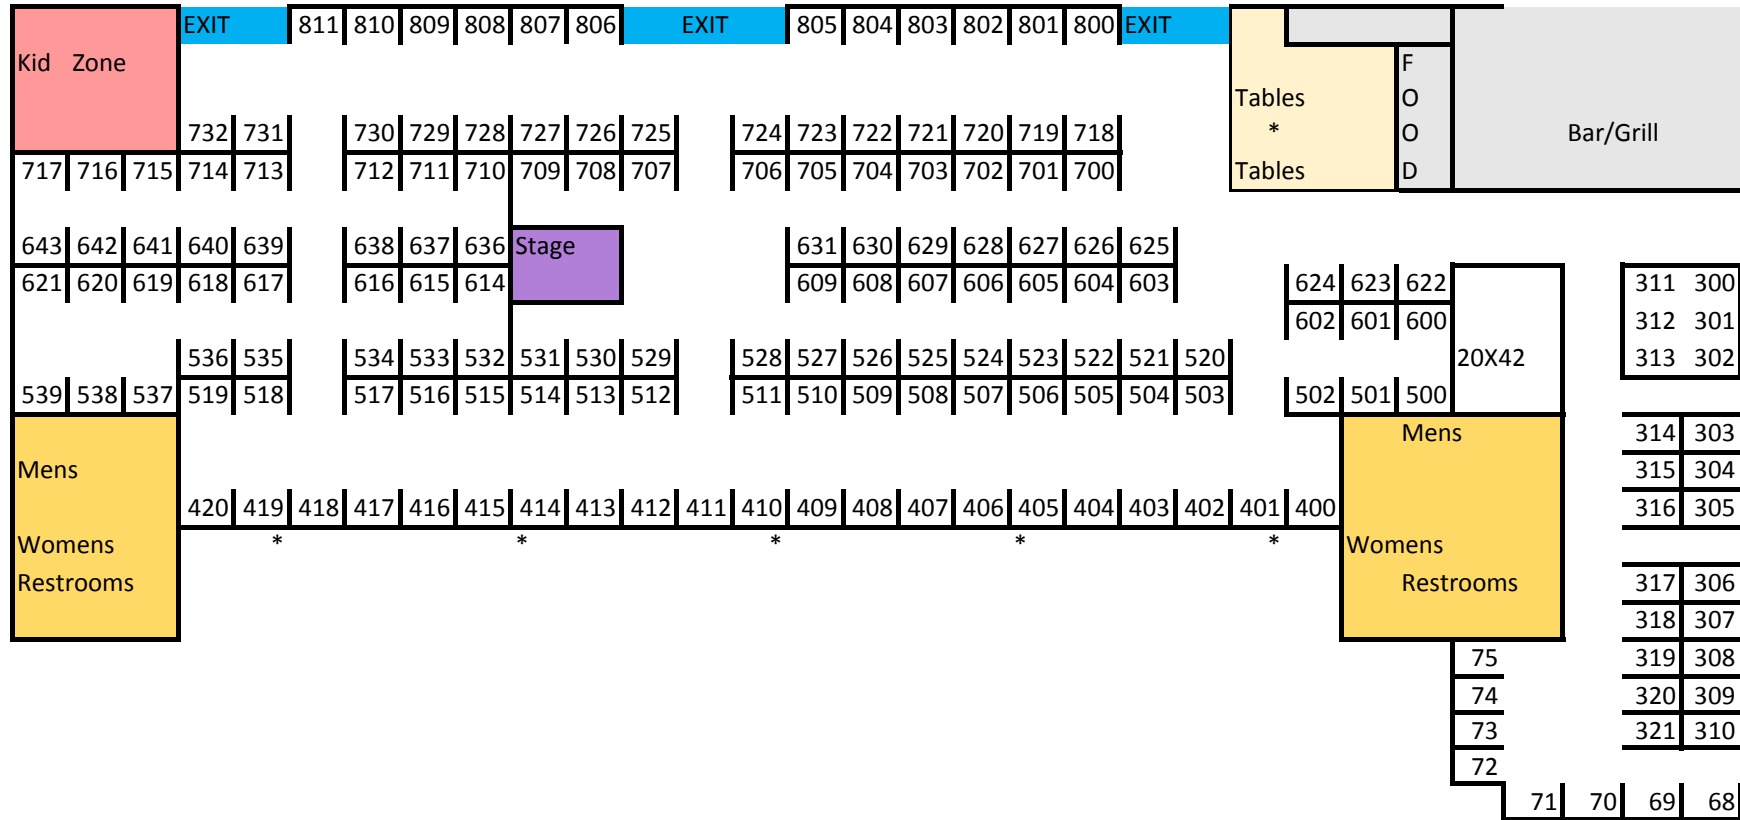 EXIT 811 810 809 808 807 806 EXIT 805 804 803 802 801 800 EXIT
Kid Zone F
Tables O
732 731 730 729 728 727 726 725 724 723 722 721 720 719 718 * O Bar/Grill
717 716 715 714 713 712 711 710 709 708 707 706 705 704 703 702 701 700 Tables D
643 642 641 640 639 638 637 636 Stage 631 630 629 628 627 626 625
621 620 619 618 617 616 615 614 609 608 607 606 605 604 603 624 623 622 311 300
602 601 600 312 301
536 535 534 533 532 531 530 529 528 527 526 525 524 523 522 521 520 20X42 313 302
539 538 537 519 518 517 516 515 514 513 512 511 510 509 508 507 506 505 504 503 502 501 500
Mens 314 303
Mens 315 304
420 419 418 417 416 415 414 413 412 411 410 409 408 407 406 405 404 403 402 401 400 316 305
Womens * * * * * Womens
Restrooms Restrooms 317 306
318 307
75 319 308
74 320 309
73 321 310
72
71 70 69 68